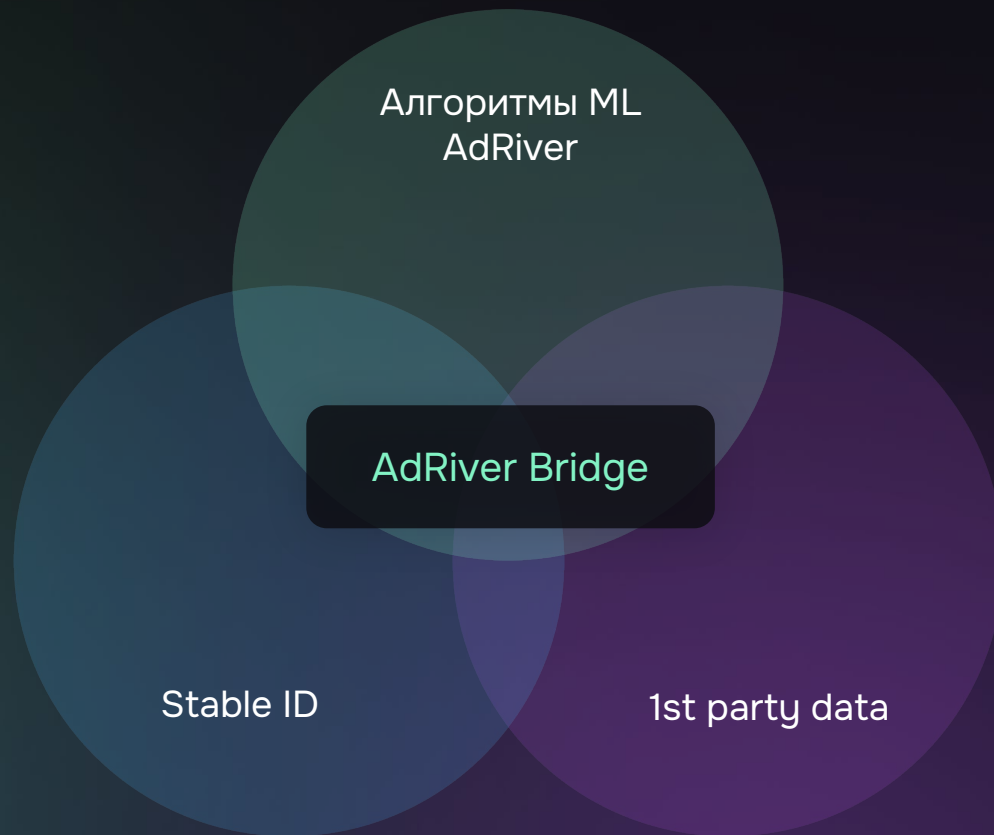 Алгоритмы ML
AdRiver
AdRiver Bridge
Stable ID
1st party data